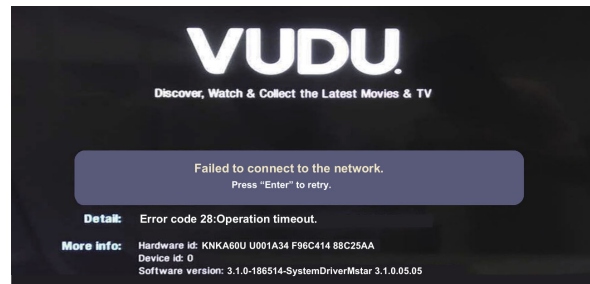 VUDU.
Discover, Watch & Collect the Latest Movies & TV
Failed to connect to the network.
Press “Enter” to retry.
Detail: Error code 28:Operation timeout.
More info: Hardware id: KNKA60U U001A34 F96C414 88C25AA
Device id: 0
Software version: 3.1.0-186514-SystemDriverMstar 3.1.0.05.05